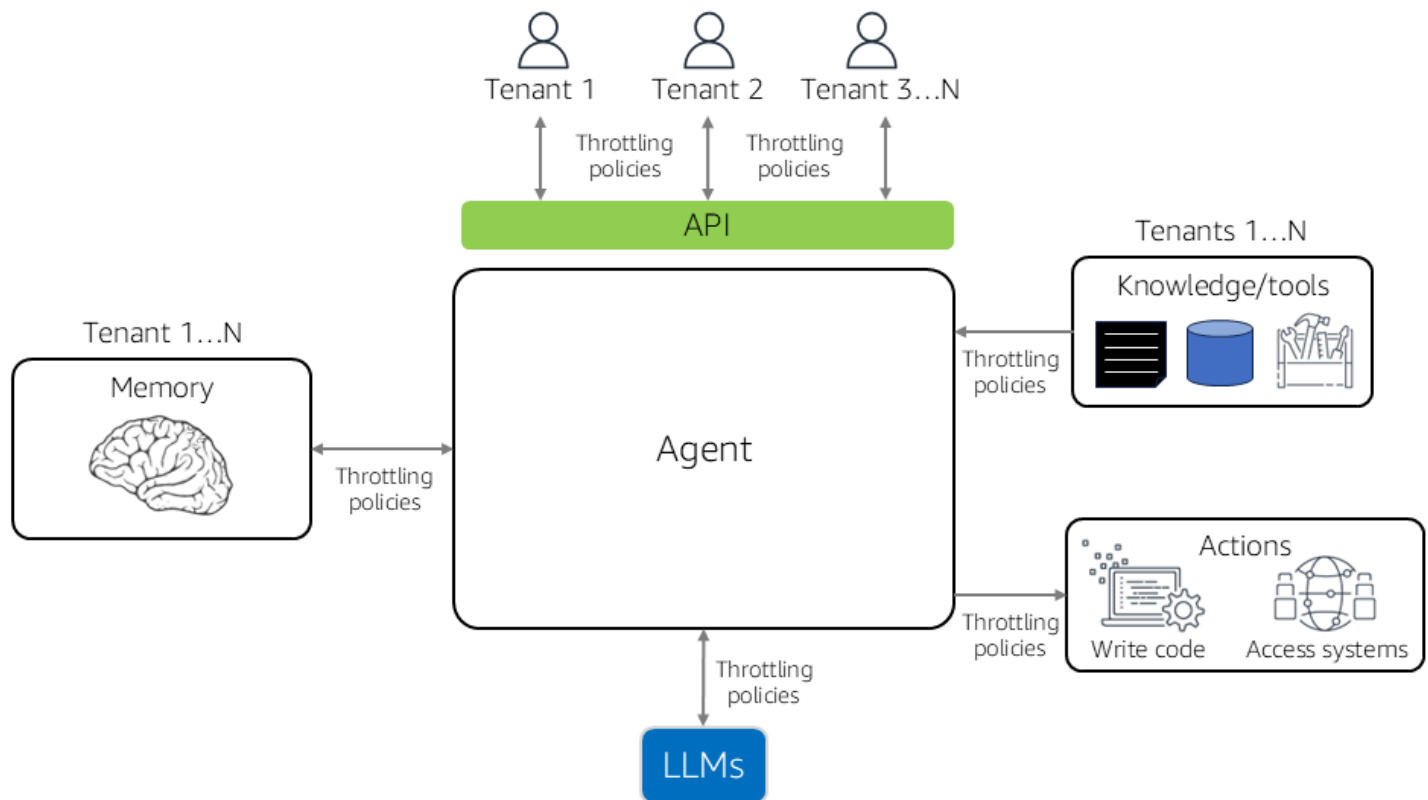 Tenant 1
Tenant 2
Tenant 3...N
Throttling
policies
Throttling
policies
API
Tenants 1...N
Knowledge/tools
Throttling
policies
Tenant 1...N
Memory
Throttling
policies
Agent
Actions
Write code
Access systems
Throttling
policies
Throttling
policies
LLMs